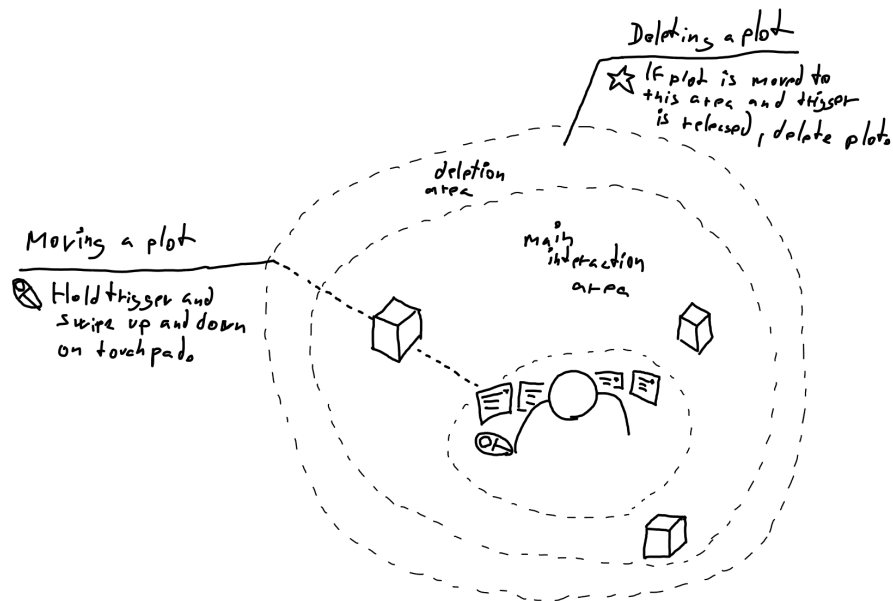 Deleting a plot
If plot is moved to
this area and trigger
is released, delete plot.
deletion
area
Moving a plot
Hold trigger and
swipe up and down
on touchpad.
main
interaction
area